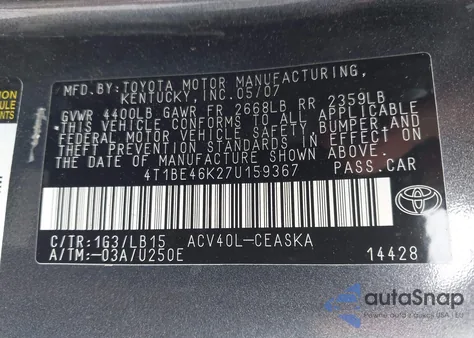 MFD.BY:TOYOTA MOTOR MANUFACTURING,
KENTUCKY, INC.05/07
GVWR 4400LB GAWR FR 2668LB RR 2359LB
•THIS VEHICLE CONFORMS TO ALL APPLICABLE
FEDERAL MOTOR VEHICLE SAFETY, BUMPER AND
THEFT PREVENTION STANDARDS IN EFFECT ON
THE DATE OF MANUFACTURE SHOWN ABOVE.
4T1BE46K27U159367 PASS.CAR
C/TR:1G3/LB15 ACV40L-CEASKA
A/TM:-03A/U250E 14428
TOYOTA
autoSnap